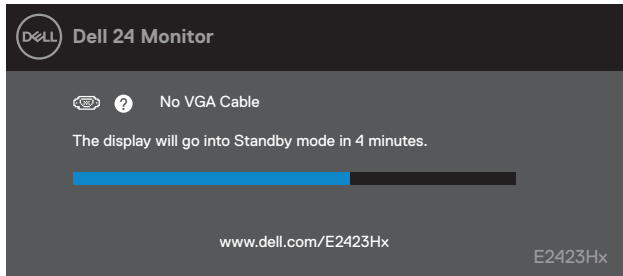 DELL Dell 24 Monitor
? No VGA Cable
The display will go into Standby mode in 4 minutes.
www.dell.com/E2423Hx
E2423Hx